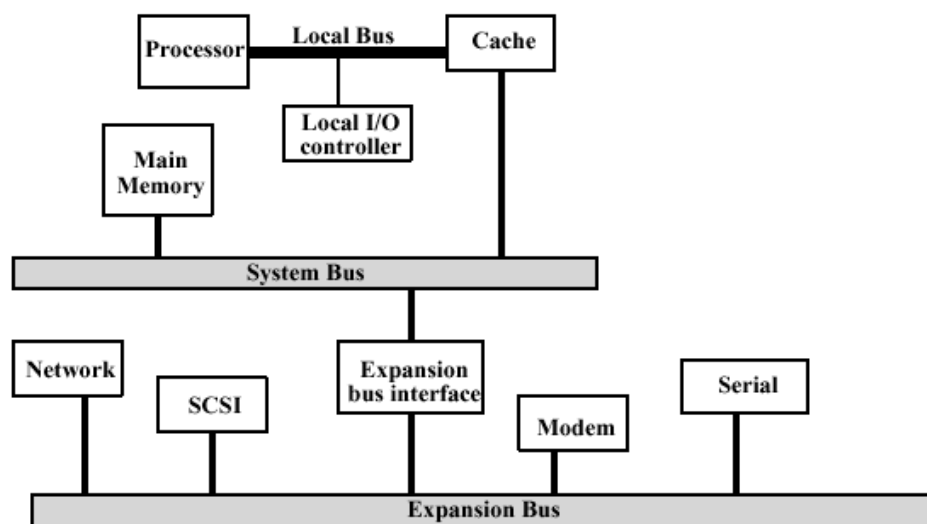 Processor
Local Bus
Cache
Local I/O
controller
Main
Memory
System Bus
Network
SCSI
Expansion
bus interface
Modem
Serial
Expansion Bus